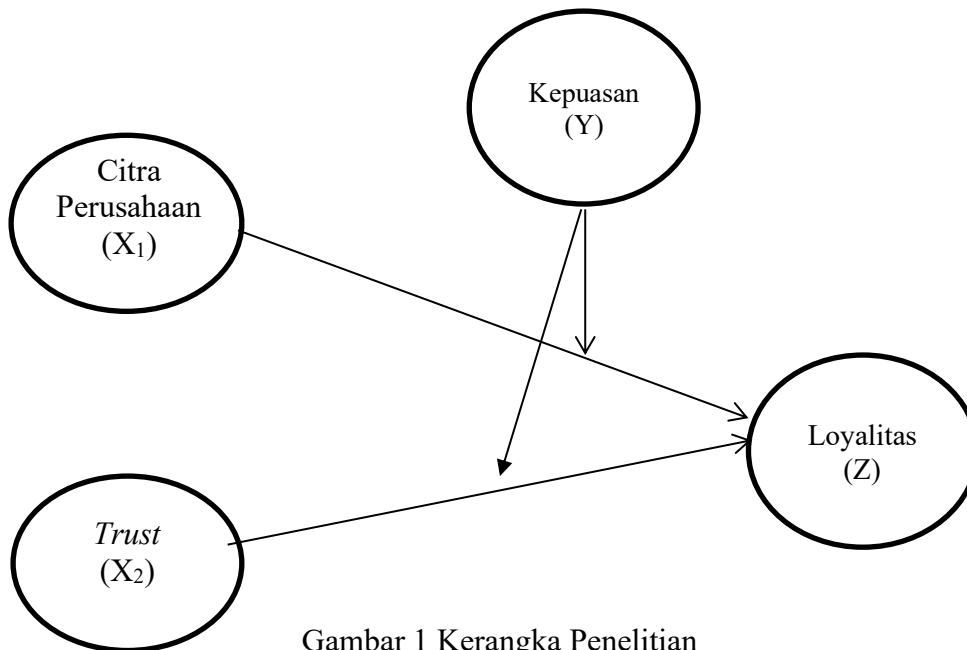 Kepuasan
(Y)
Citra
Perusahaan
(X₁)
Loyalitas
(Z)
Trust
(X₂)
Gambar 1 Kerangka Penelitian